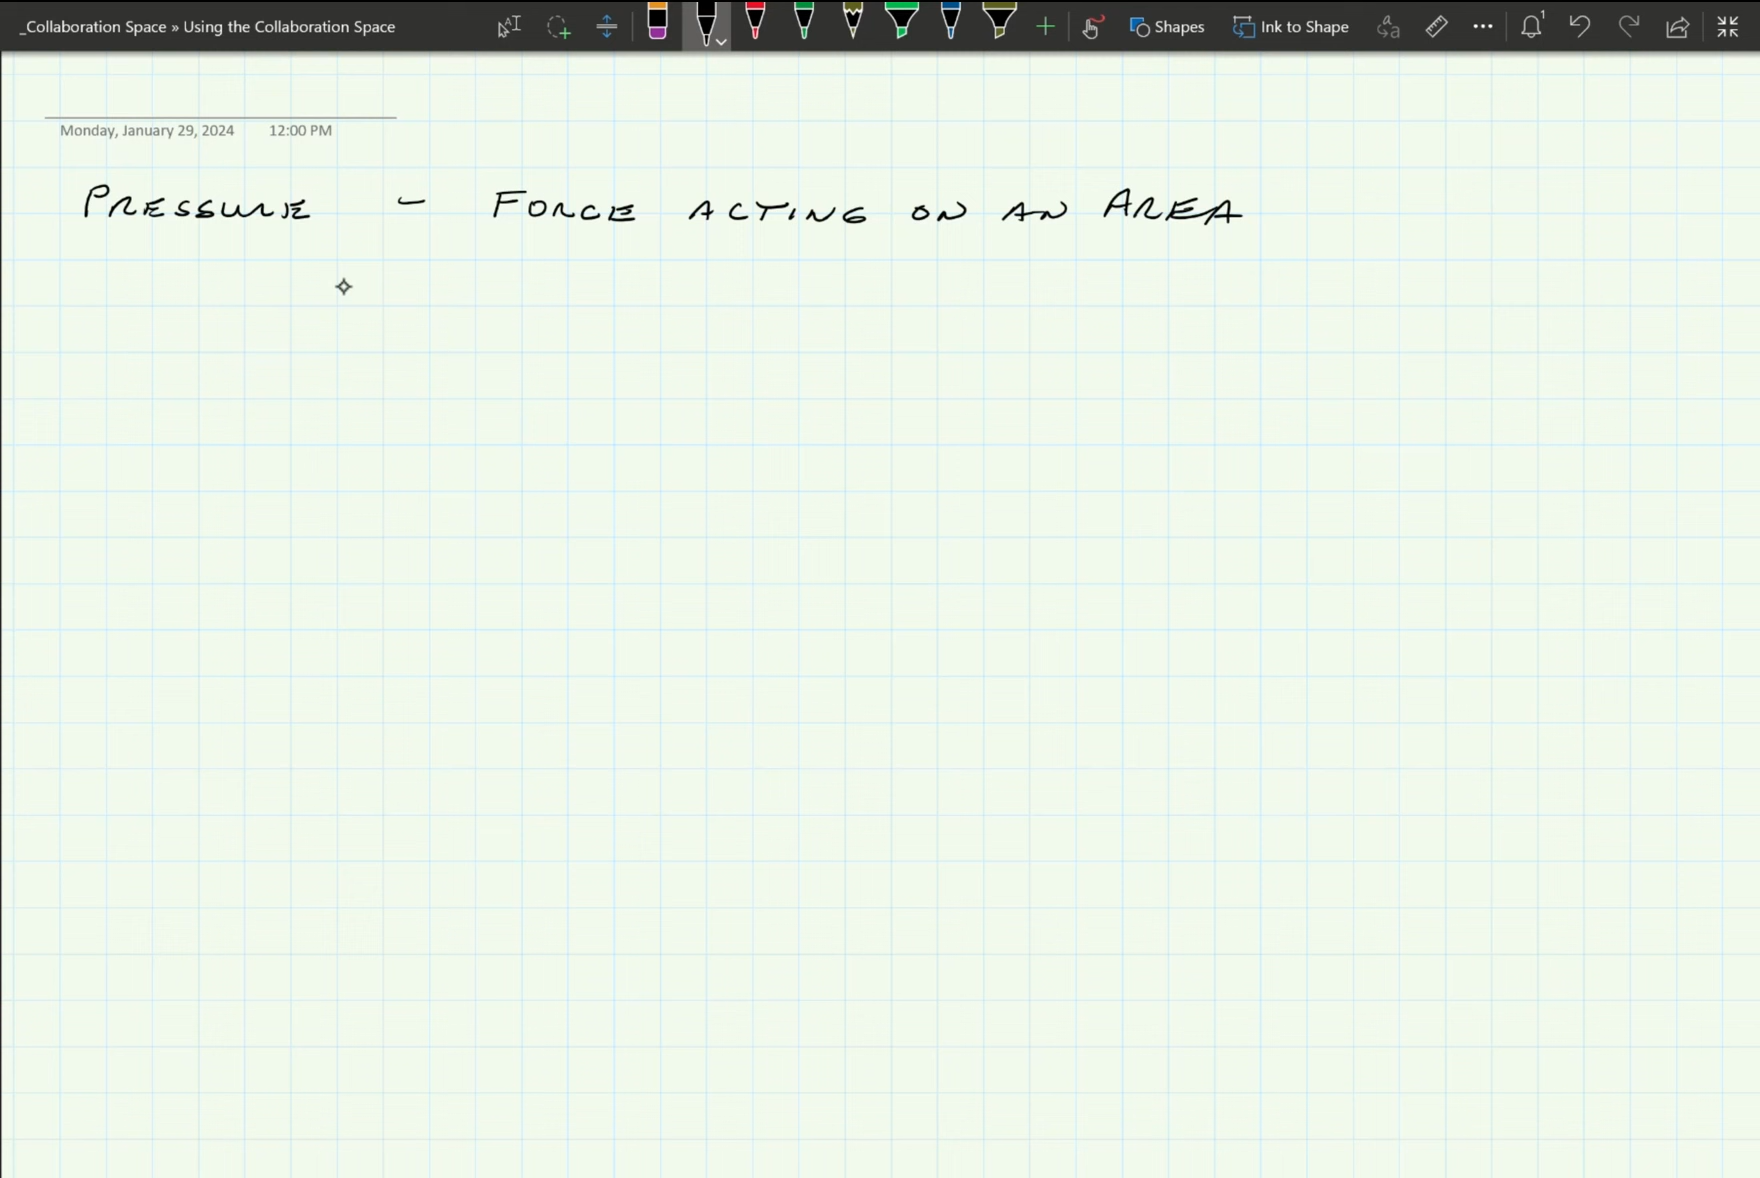 _Collaboration Space » Using the Collaboration Space
Shapes
Ink to Shape
1
Monday, January 29, 2024 12:00 PM
PRESSURE - FORCE ACTING ON AN AREA